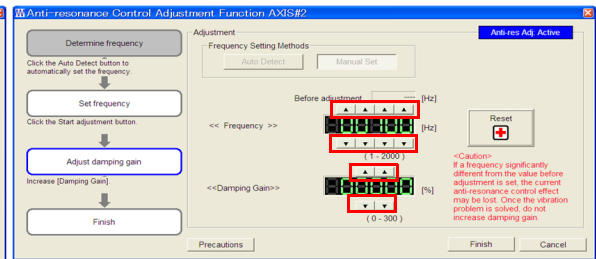 Anti-resonance Control Adjustment Function AXIS#2
Determine frequency
Click the Auto Detect button to
automatically set the frequency.
Set frequency
Click the Start adjustment button.
Adjust damping gain
Increase [Damping Gain].
Finish
Adjustment
Anti-res Adj. Active
Frequency Setting Methods
Auto Detect
Manual Set
Before adjustment ---- [Hz]
<< Frequency >>
[Hz]
( 1 - 2000 )
<<Damping Gain>>
[%]
( 0 - 300 )
Reset
<Caution>
If a frequency significantly
different from the value before
adjustment is set, the current
anti-resonance control effect
may be lost. Once the vibration
problem is solved, do not
increase damping gain.
Precautions
Finish
Cancel